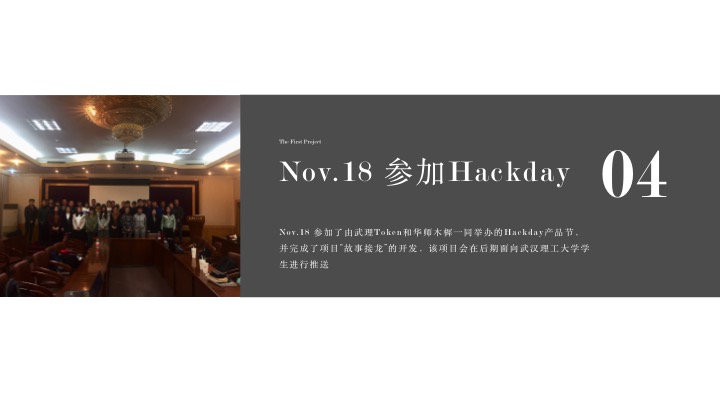 The First Project
Nov.18 参加Hackday
04
Nov.18 参加了由武理Token和华师木樨一同举办的Hackday产品节，
并完成了项目"故事接龙"的开发，该项目会在后期面向武汉理工大学学
生进行推送